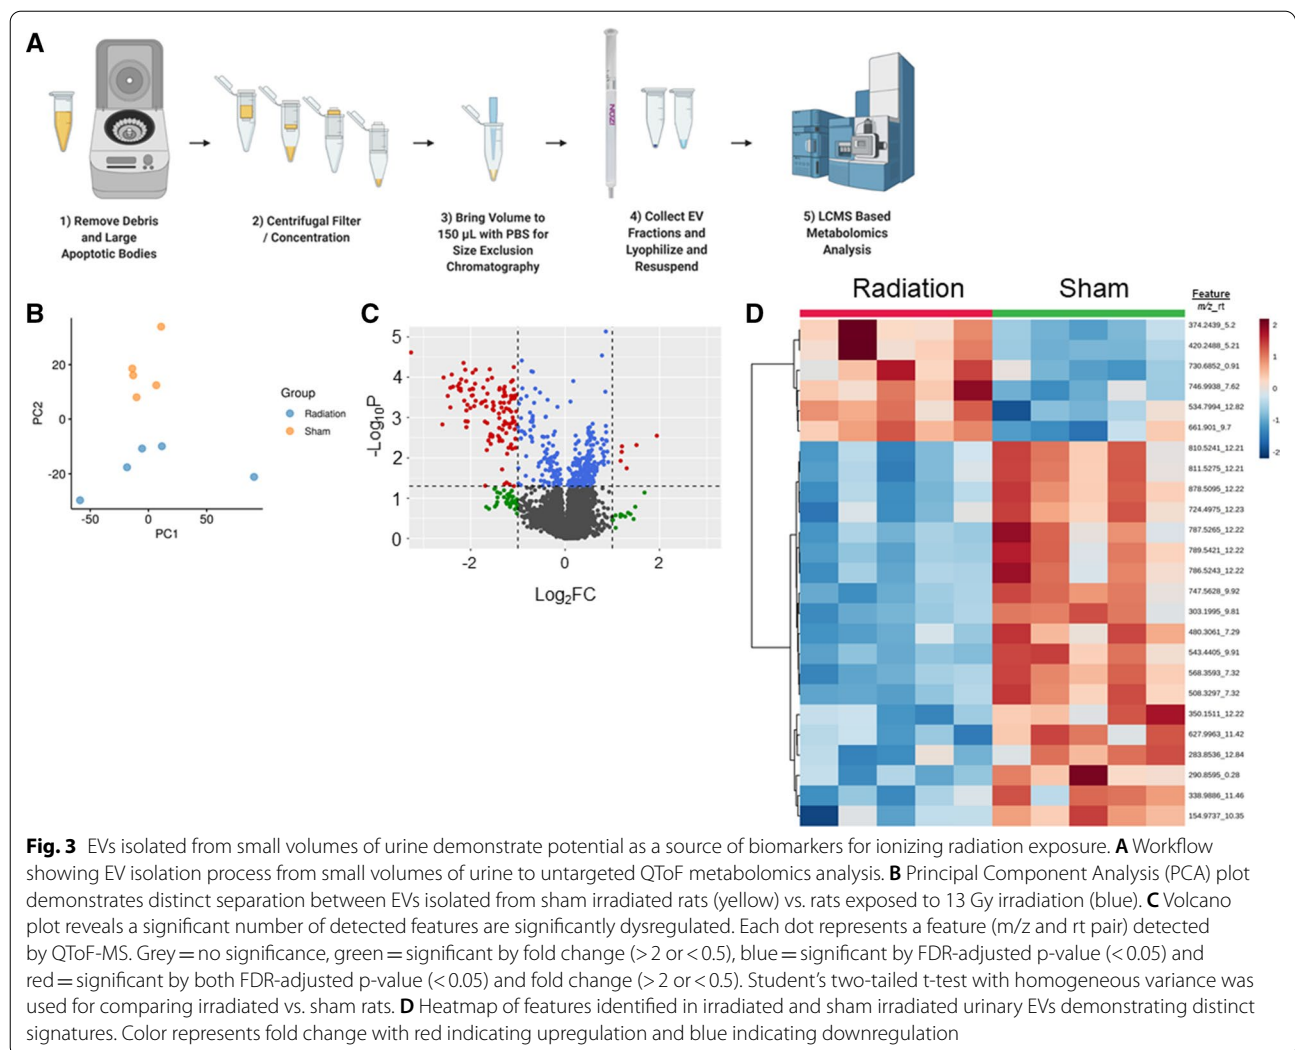 A
NIOZI
1) Remove Debris
and Large
Apoptotic Bodies
2) Centrifugal Filter
/ Concentration
3) Bring Volume to
150 µL with PBS for
Size Exclusion
Chromatography
4) Collect EV
Fractions and
Lyophilize and
Resuspend
5) LCMS Based
Metabolomics
Analysis
B
PC2
20
0
-20
-50
0
50
PC1
Group
Radiation
Sham
C
-Log10P
5
4
3
2
1
0
-2
0
2
Log2FC
D
Radiation
Sham
Feature
m/z_rt
374.2439_5.2
420.2488_5.21
730.6852_0.91
746.9938_7.62
534.7994_12.82
661.901_9.7
810.5241_12.21
811.5275_12.21
878.5095_12.22
724.4975_12.23
787.5265_12.22
789.5421_12.22
786.5243_12.22
747.5628_9.92
303.1995_9.81
480.3061_7.29
543.4405_9.91
568.3593_7.32
508.3297_7.32
350.1511_12.22
627.9963_11.42
283.8536_12.84
290.8595_0.28
338.9886_11.46
154.9737_10.35
2
1
0
-1
-2
Fig. 3 EVs isolated from small volumes of urine demonstrate potential as a source of biomarkers for ionizing radiation exposure. A Workflow
showing EV isolation process from small volumes of urine to untargeted QToF metabolomics analysis. B Principal Component Analysis (PCA) plot
demonstrates distinct separation between EVs isolated from sham irradiated rats (yellow) vs. rats exposed to 13 Gy irradiation (blue). C Volcano
plot reveals a significant number of detected features are significantly dysregulated. Each dot represents a feature (m/z and rt pair) detected
by QToF-MS. Grey = no significance, green = significant by fold change (> 2 or < 0.5), blue = significant by FDR-adjusted p-value (< 0.05) and
red = significant by both FDR-adjusted p-value (< 0.05) and fold change (> 2 or < 0.5). Student's two-tailed t-test with homogeneous variance was
used for comparing irradiated vs. sham rats. D Heatmap of features identified in irradiated and sham irradiated urinary EVs demonstrating distinct
signatures. Color represents fold change with red indicating upregulation and blue indicating downregulation